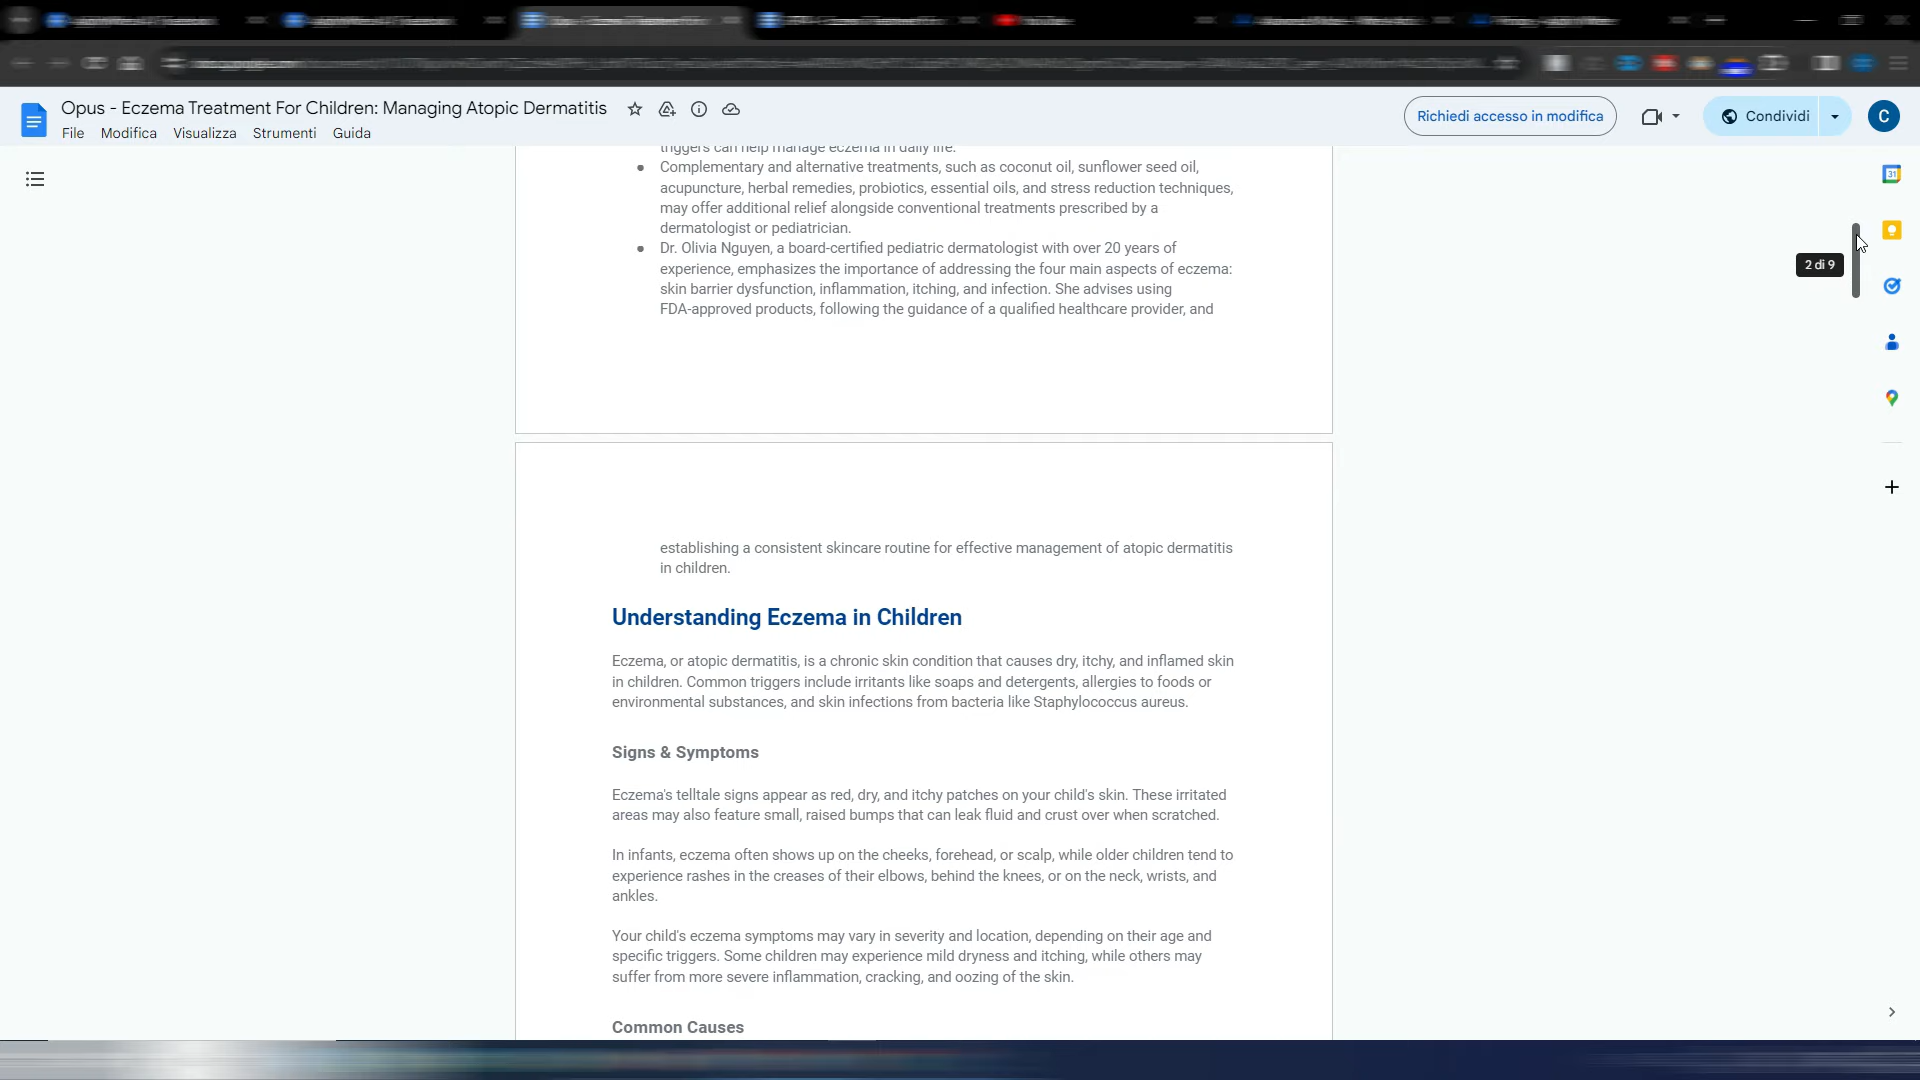 Opus - Eczema Treatment For Children: Managing Atopic Dermatitis
File Modifica Visualizza Strumenti Guida
Richiedi accesso in modifica
Condividi
C
triggers can help manage eczema in daily life.
● Complementary and alternative treatments, such as coconut oil, sunflower seed oil,
acupuncture, herbal remedies, probiotics, essential oils, and stress reduction techniques,
may offer additional relief alongside conventional treatments prescribed by a
dermatologist or pediatrician.
● Dr. Olivia Nguyen, a board-certified pediatric dermatologist with over 20 years of
experience, emphasizes the importance of addressing the four main aspects of eczema:
skin barrier dysfunction, inflammation, itching, and infection. She advises using
FDA-approved products, following the guidance of a qualified healthcare provider, and
2 di 9
31
establishing a consistent skincare routine for effective management of atopic dermatitis
in children.
Understanding Eczema in Children
Eczema, or atopic dermatitis, is a chronic skin condition that causes dry, itchy, and inflamed skin
in children. Common triggers include irritants like soaps and detergents, allergies to foods or
environmental substances, and skin infections from bacteria like Staphylococcus aureus.
Signs & Symptoms
Eczema's telltale signs appear as red, dry, and itchy patches on your child's skin. These irritated
areas may also feature small, raised bumps that can leak fluid and crust over when scratched.
In infants, eczema often shows up on the cheeks, forehead, or scalp, while older children tend to
experience rashes in the creases of their elbows, behind the knees, or on the neck, wrists, and
ankles.
Your child's eczema symptoms may vary in severity and location, depending on their age and
specific triggers. Some children may experience mild dryness and itching, while others may
suffer from more severe inflammation, cracking, and oozing of the skin.
Common Causes